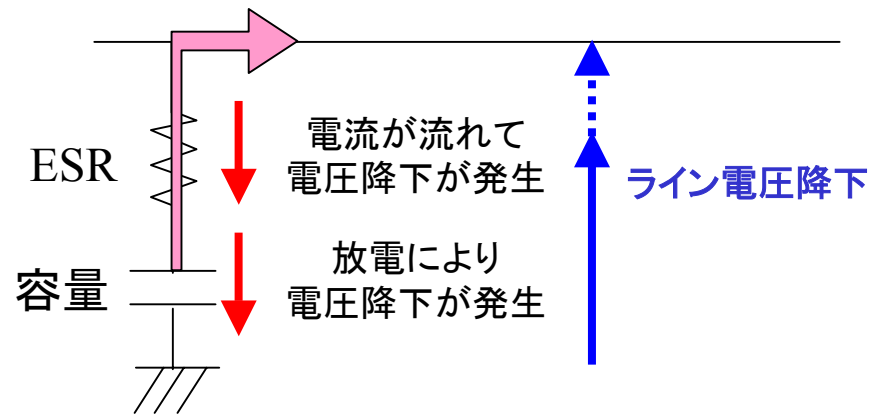 ESR
電流が流れて
電圧降下が発生
ライン電圧降下
容量
放電により
電圧降下が発生